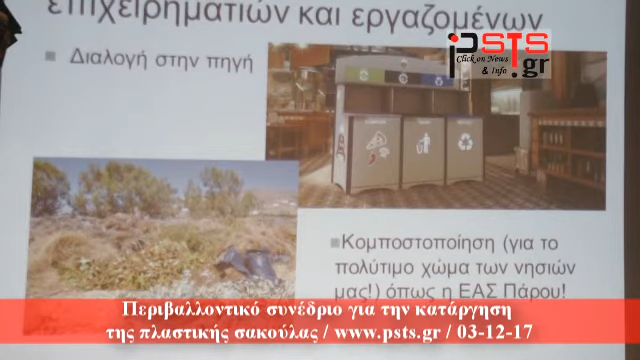 επιχειρηματιών και εργαζομένων
psts
Click on News
& Info .gr
Διαλογή στην πηγή
Κομποστοποίηση (για το
πολύτιμο χώμα των νησιών
μας!) όπως η ΕΑΣ Πάρου!
Περιβαλλοντικό συνέδριο για την κατάργηση
της πλαστικής σακούλας / www.psts.gr / 03-12-17